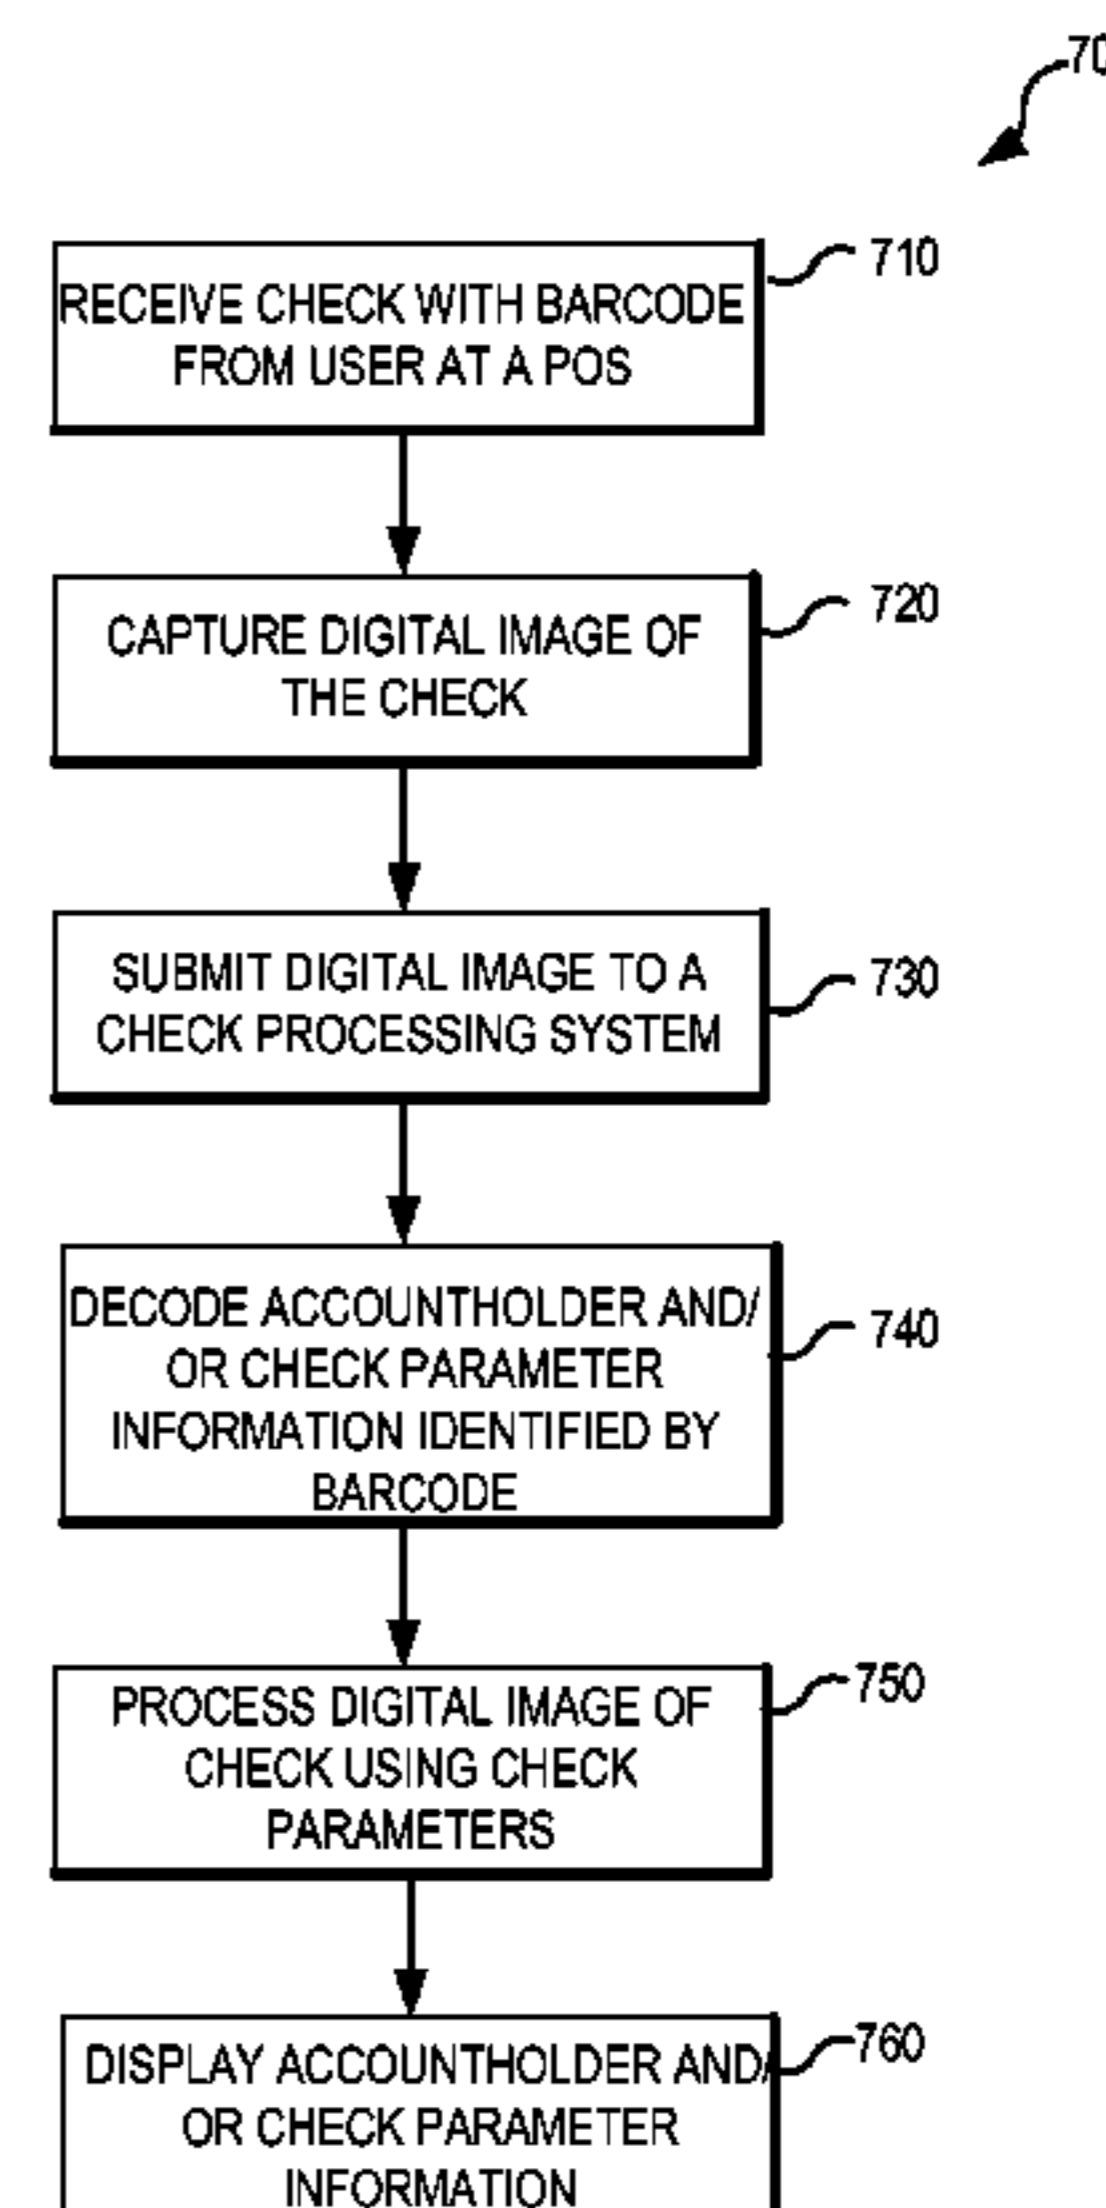 710
RECEIVE CHECK WITH BARCODE
FROM USER AT A POS
720
CAPTURE DIGITAL IMAGE OF
THE CHECK
730
SUBMIT DIGITAL IMAGE TO A
CHECK PROCESSING SYSTEM
740
DECODE ACCOUNTHOLDER AND/
OR CHECK PARAMETER
INFORMATION IDENTIFIED BY
BARCODE
750
PROCESS DIGITAL IMAGE OF
CHECK USING CHECK
PARAMETERS
760
DISPLAY ACCOUNTHOLDER AND/
OR CHECK PARAMETER
INFORMATION